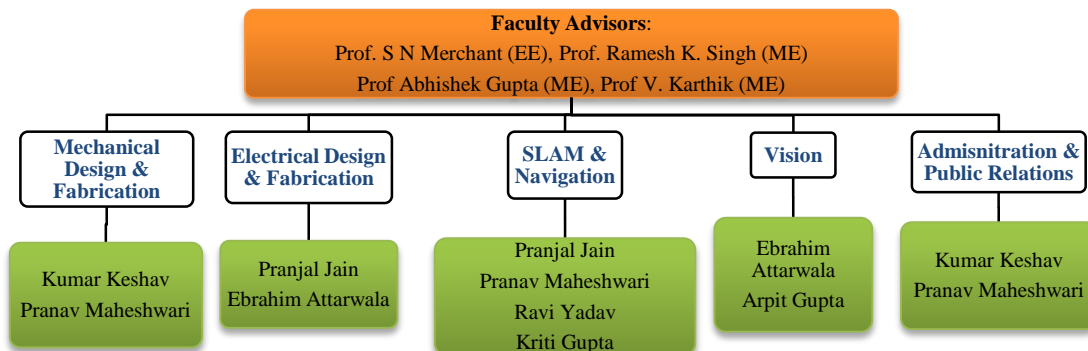 Faculty Advisors:
Prof. S N Merchant (EE), Prof. Ramesh K. Singh (ME)
Prof Abhishek Gupta (ME), Prof V. Karthik (ME)
Mechanical
Design &
Fabrication
Electrical Design
& Fabrication
SLAM &
Navigation
Vision
Admisnitration &
Public Relations
Kumar Keshav
Pranav Maheshwari
Pranjal Jain
Ebrahim Attarwala
Pranjal Jain
Pranav Maheshwari
Ravi Yadav
Kriti Gupta
Ebrahim
Attarwala
Arpit Gupta
Kumar Keshav
Pranav Maheshwari